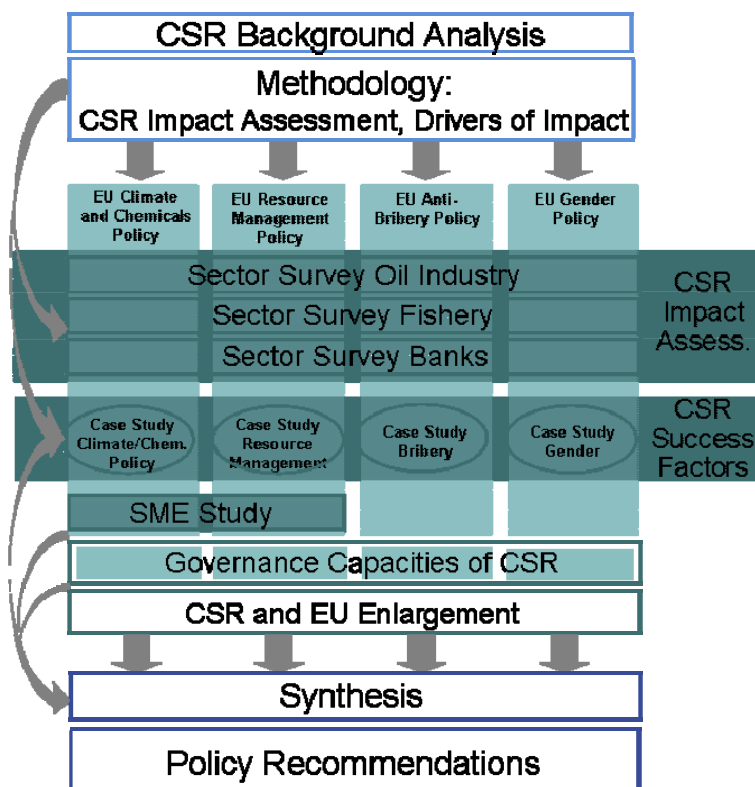 CSR Background Analysis
Methodology:
CSR Impact Assessment, Drivers of Impact
EU Climate
and Chemicals
Policy
EU Resource
Management
Policy
EU Anti-
Bribery Policy
EU Gender
Policy
Sector Survey Oil Industry
Sector Survey Fishery
Sector Survey Banks
CSR
Impact
Assess.
Case Study
Climate/Chem.
Policy
Case Study
Resource
Management
Case Study
Bribery
Case Study
Gender
CSR
Success
Factors
SME Study
Governance Capacities of CSR
CSR and EU Enlargement
Synthesis
Policy Recommendations